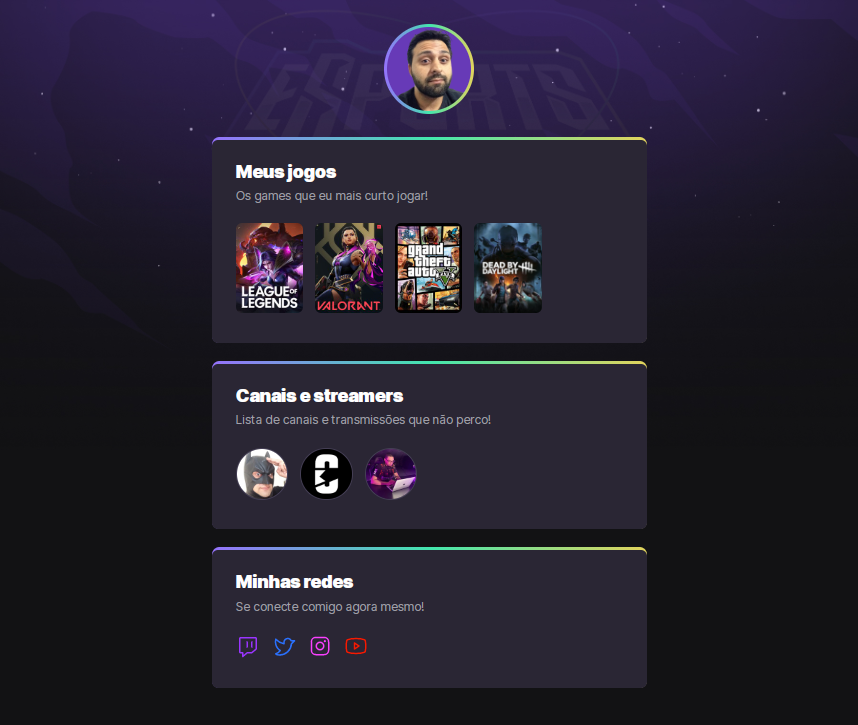 ESPORTS
Meus jogos
Os games que eu mais curto jogar!
LEAGUE OF
LEGENDS
VALORANT
grand
theft
auto
V
DEAD BY
DAYLIGHT
Canais e streamers
Lista de canais e transmissões que não perco!
Minhas redes
Se conecte comigo agora mesmo!